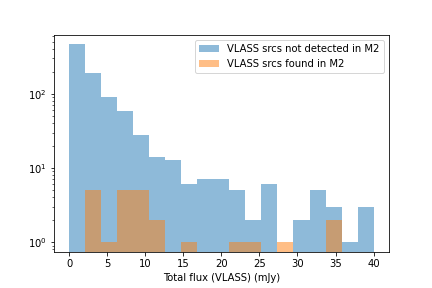 VLASS srcs not detected in M2
VLASS srcs found in M2
10²
10¹
10⁰
0 5 10 15 20 25 30 35 40
Total flux (VLASS) (mJy)